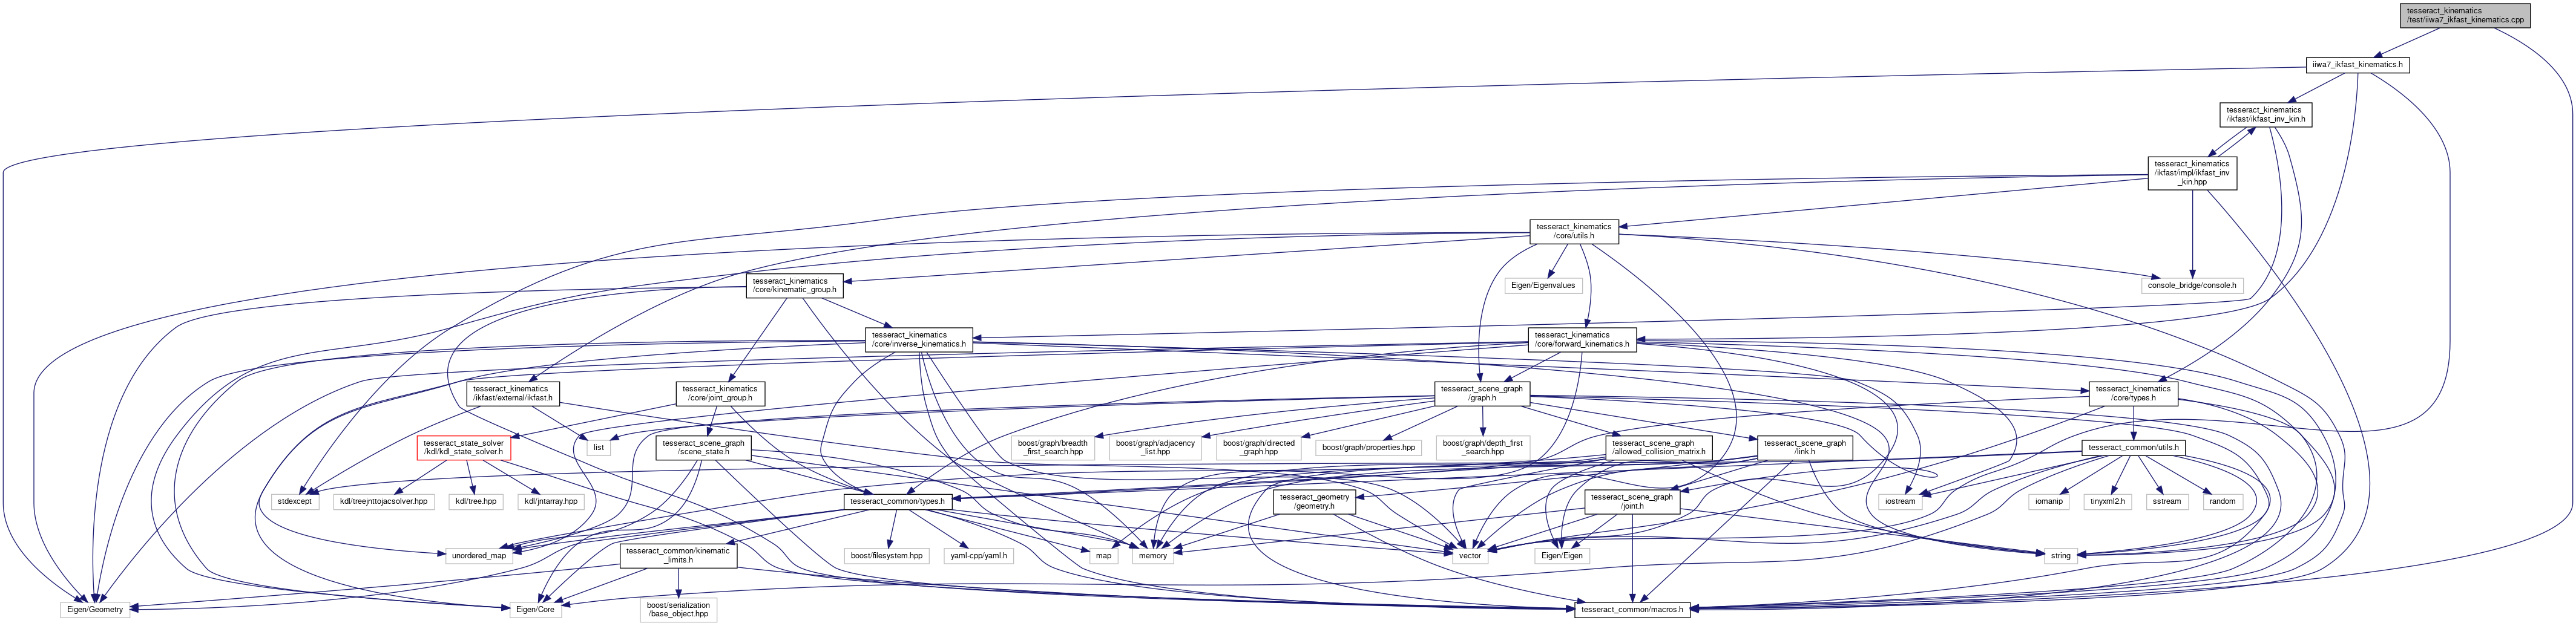 tesseract_kinematics
/test/iiwa7_ikfast_kinematics.cpp
iiwa7_ikfast_kinematics.h
tesseract_kinematics
/ikfast/ikfast_inv_kin.h
tesseract_kinematics
/ikfast/impl/ikfast_inv
_kin.hpp
tesseract_kinematics
/core/utils.h
tesseract_kinematics
/core/kinematic_group.h
Eigen/Eigenvalues
console_bridge/console.h
tesseract_kinematics
/core/inverse_kinematics.h
tesseract_kinematics
/core/forward_kinematics.h
tesseract_kinematics
/ikfast/external/ikfast.h
tesseract_kinematics
/core/joint_group.h
tesseract_scene_graph
/graph.h
tesseract_kinematics
/core/types.h
tesseract_state_solver
/kdl/kdl_state_solver.h
list
tesseract_scene_graph
/scene_state.h
boost/graph/breadth
_first_search.hpp
boost/graph/adjacency
_list.hpp
boost/graph/directed
_graph.hpp
boost/graph/properties.hpp
boost/graph/depth_first
_search.hpp
tesseract_scene_graph
/allowed_collision_matrix.h
tesseract_scene_graph
/link.h
tesseract_common/utils.h
stdexcept
kdl/treejnttojacsolver.hpp
kdl/tree.hpp
kdl/jntarray.hpp
tesseract_common/types.h
tesseract_geometry
/geometry.h
tesseract_scene_graph
/joint.h
iostream
iomanip
tinyxml2.h
sstream
random
unordered_map
tesseract_common/kinematic
_limits.h
boost/filesystem.hpp
yaml-cpp/yaml.h
map
memory
vector
Eigen/Eigen
string
Eigen/Geometry
Eigen/Core
boost/serialization
/base_object.hpp
tesseract_common/macros.h